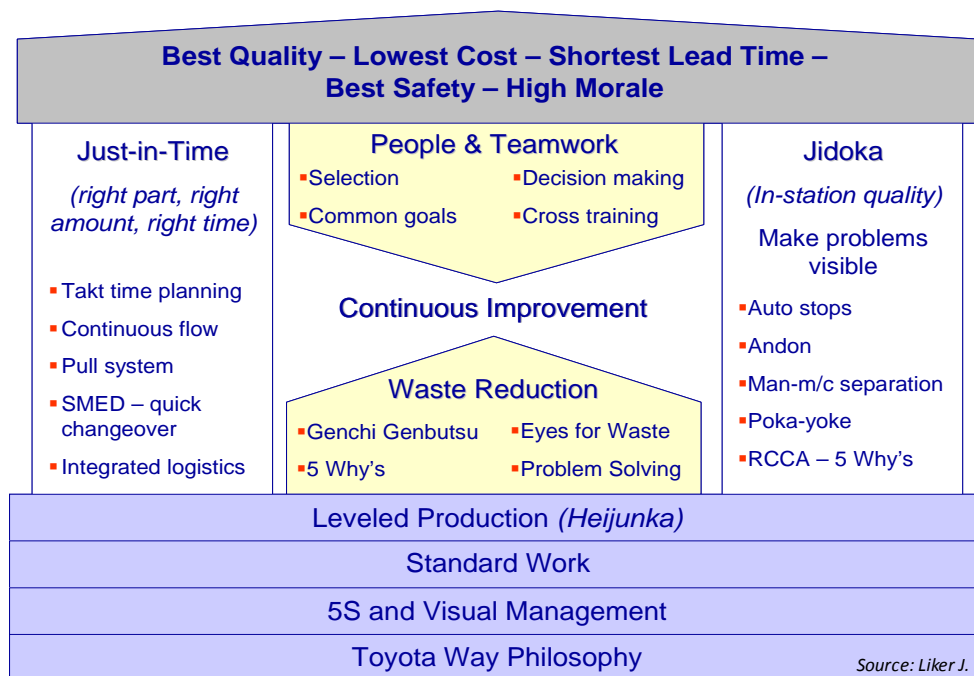 Best Quality – Lowest Cost – Shortest Lead Time –
Best Safety – High Morale
Just-in-Time
(right part, right
amount, right time)
▪Takt time planning
▪Continuous flow
▪Pull system
▪SMED – quick
changeover
▪Integrated logistics
People & Teamwork
▪Selection
▪Decision making
▪Common goals
▪Cross training
Continuous Improvement
Waste Reduction
▪Genchi Genbutsu
▪Eyes for Waste
▪5 Why's
▪Problem Solving
Jidoka
(In-station quality)
Make problems
visible
▪Auto stops
▪Andon
▪Man-m/c separation
▪Poka-yoke
▪RCCA – 5 Why's
Leveled Production (Heijunka)
Standard Work
5S and Visual Management
Toyota Way Philosophy
Source: Liker J.